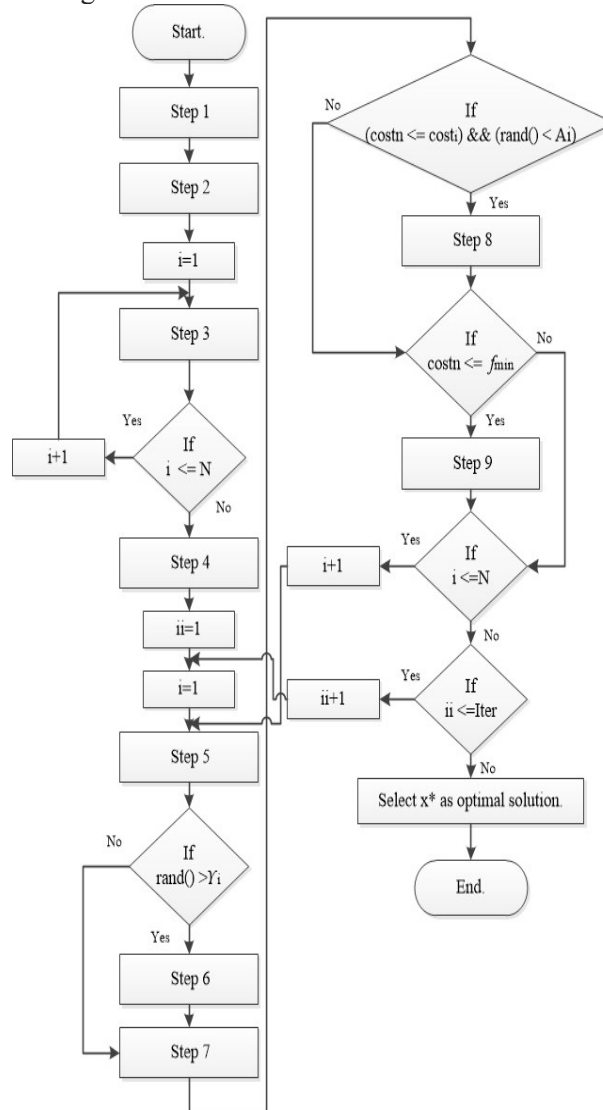 Start.
Step 1
Step 2
i=1
Step 3
Yes
If
i <= N
i+1
No
Step 4
ii=1
i=1
Step 5
No
If
rand() >ri
Yes
Step 6
Step 7
No
If
(costn <= costi) && (rand() < Ai)
Yes
Step 8
If
costn <= fmin
No
Yes
Step 9
Yes
If
i <=N
i+1
No
Yes
If
ii <=Iter
ii+1
No
Select x* as optimal solution.
End.